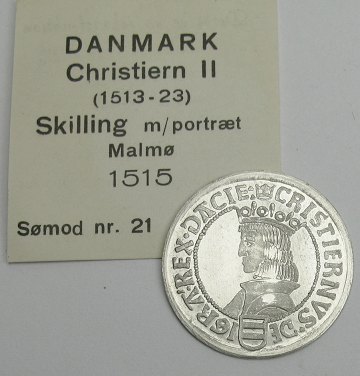 DANMARK
Christiern II
(1513-23)
Skilling m/portræt
Malmø
1515
Sømod nr. 21
CRISTIERNVS·DEI GRA·REX·DACIE·